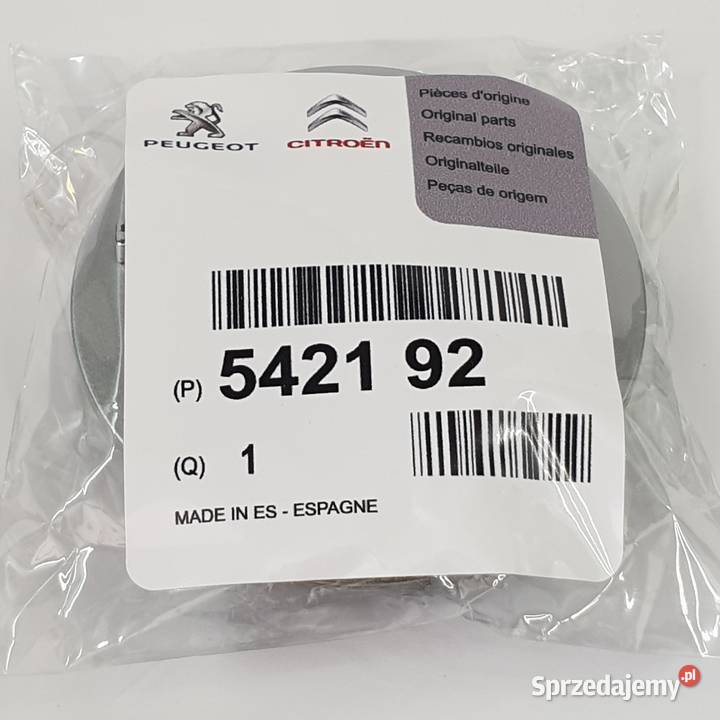 PEUGEOT
CITROËN
Pièces d'origine
Original parts
Recambios originales
Originalteile
Peças de origem
(P) 5421 92
(Q) 1
MADE IN ES - ESPAGNE
Sprzedajemy.pl